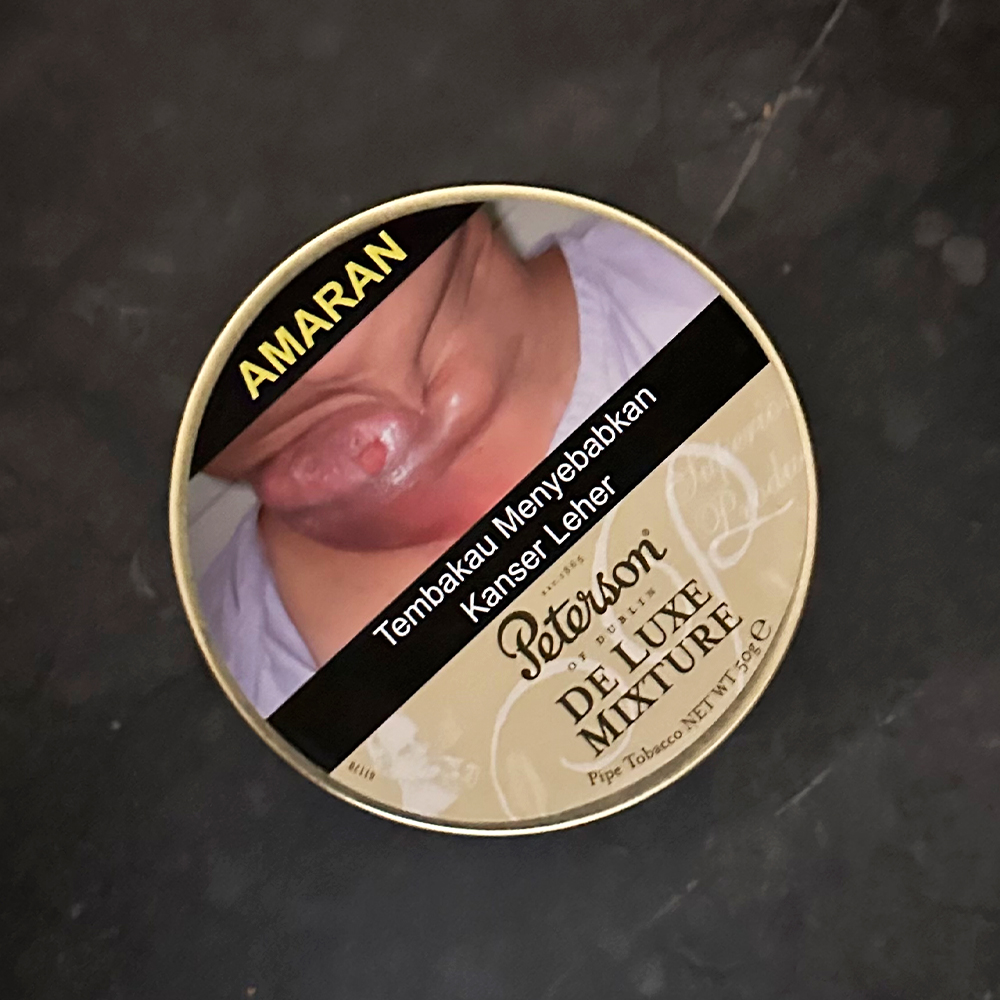 AMARAN
Tembakau Menyebabkan
Kanser Leher
EST. 1865
Peterson®
OF DUBLIN
DE LUXE
MIXTURE
Pipe Tobacco NET WT 50g ℮